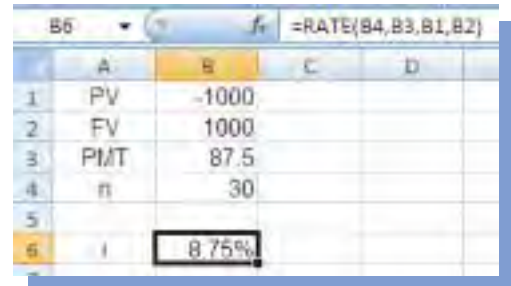 B6 fx =RATE(B4,B3,B1,B2)
A B C D
1 PV -1000
2 FV 1000
3 PMT 87.5
4 n 30
5
6 i 8.75%